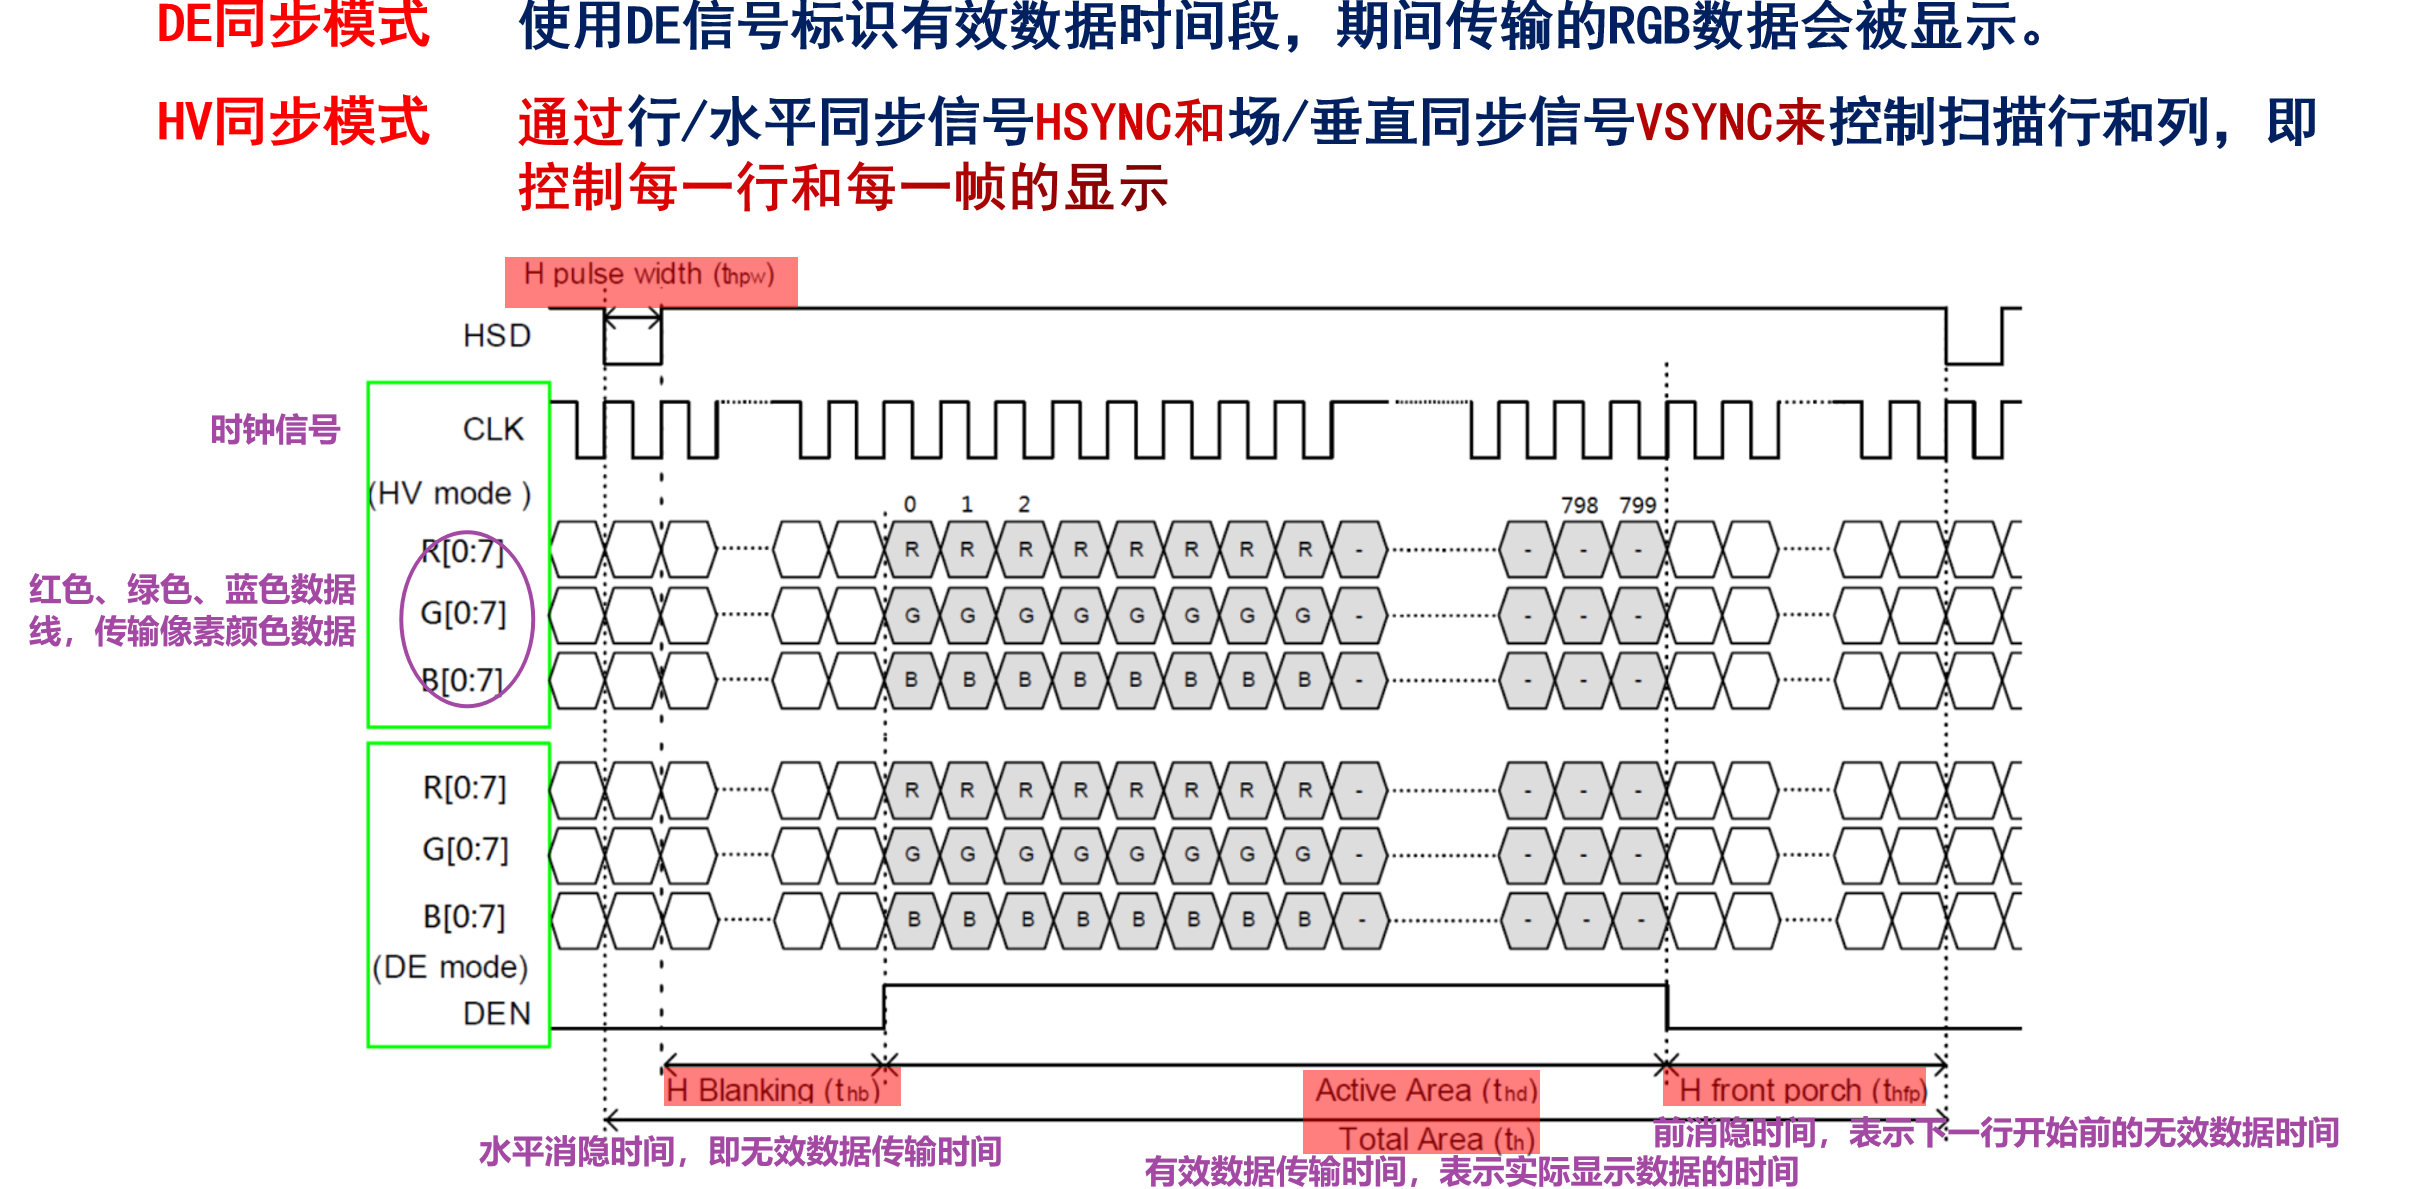 DE同步模式 使用DE信号标识有效数据时间段，期间传输的RGB数据会被显示。
HV同步模式 通过行/水平同步信号HSYNC和场/垂直同步信号VSYNC来控制扫描行和列，即
控制每一行和每一帧的显示
H pulse width (thpw)
HSD
时钟信号 CLK
(HV mode )
0 1 2 798 799
R[0:7] R R R R R R R R - - - -
红色、绿色、蓝色数据
线，传输像素颜色数据
G[0:7] G G G G G G G G - - - -
B[0:7] B B B B B B B B - - - -
R[0:7] R R R R R R R R - - - -
G[0:7] G G G G G G G G - - - -
B[0:7] B B B B B B B B - - - -
(DE mode)
DEN
H Blanking (thb) Active Area (thd) H front porch (thfp)
Total Area (th)
水平消隐时间，即无效数据传输时间
前消隐时间，表示下一行开始前的无效数据时间
有效数据传输时间，表示实际显示数据的时间